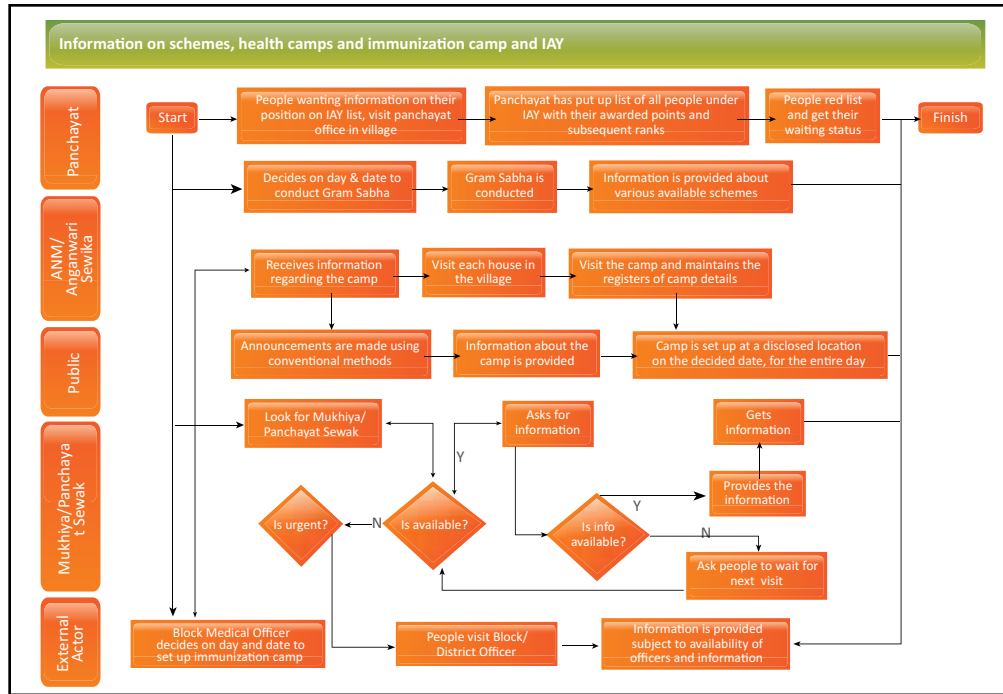 Information on schemes, health camps and immunization camp and IAY
Panchayat
Start
People wanting information on their
position on IAY list, visit panchayat
office in village
Panchayat has put up list of all people under
IAY with their awarded points and
subsequent ranks
People red list
and get their
waiting status
Finish
Decides on day & date to
conduct Gram Sabha
Gram Sabha is
conducted
Information is provided about
various available schemes
ANM/
Anganwari
Sewika
Receives information
regarding the camp
Visit each house in
the village
Visit the camp and maintains the
registers of camp details
Public
Announcements are made using
conventional methods
Information about the
camp is provided
Camp is set up at a disclosed location
on the decided date, for the entire day
Mukhiya/Panchaya
t Sewak
Look for Mukhiya/
Panchayat Sewak
Asks for
information
Gets
information
Y
Provides the
information
Is urgent?
N
Is available?
Is info
available?
Y
N
Ask people to wait for
next visit
External
Actor
Block Medical Officer
decides on day and date to
set up immunization camp
People visit Block/
District Officer
Information is provided
subject to availability of
officers and information